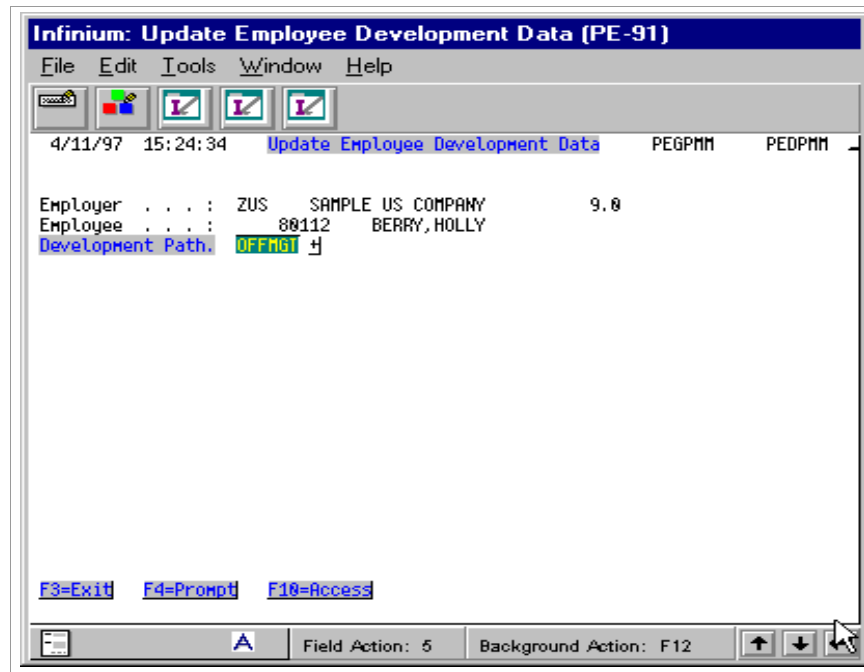 Infinium: Update Employee Development Data (PE-91)
File Edit Tools Window Help
4/11/97 15:24:34 Update Employee Development Data PEGPMM PEDPMM
Employer . . . : ZUS SAMPLE US COMPANY 9.0
Employee . . . : 80112 BERRY,HOLLY
Development Path. OFFMGT +
F3=Exit F4=Prompt F10=Access
A Field Action: 5 Background Action: F12